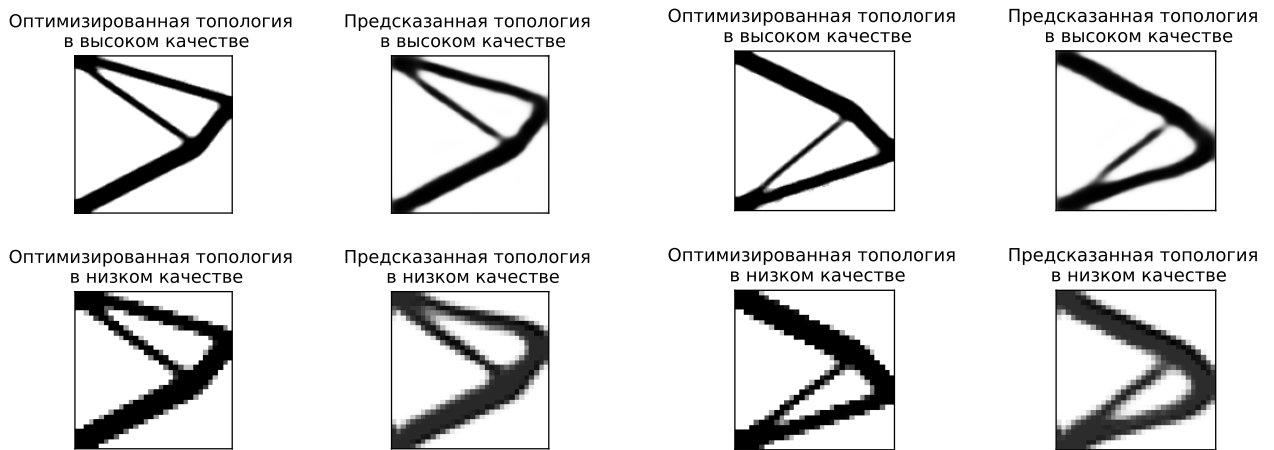 Оптимизированная топология
в высоком качестве
Предсказанная топология
в высоком качестве
Оптимизированная топология
в высоком качестве
Предсказанная топология
в высоком качестве
Оптимизированная топология
в низком качестве
Предсказанная топология
в низком качестве
Оптимизированная топология
в низком качестве
Предсказанная топология
в низком качестве